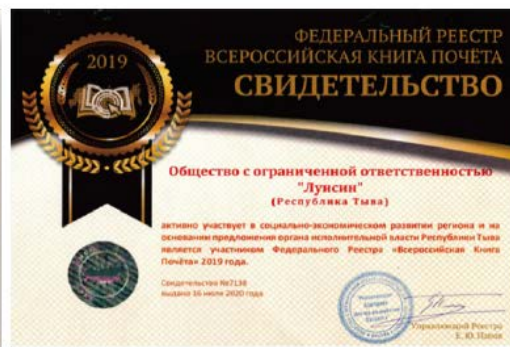 ФЕДЕРАЛЬНЫЙ РЕЕСТР
ВСЕРОССИЙСКАЯ КНИГА ПОЧЁТА
СВИДЕТЕЛЬСТВО
2019
Общество с ограниченной ответственностью
"Лунсин"
(Республика Тыва)
активно участвует в социально-экономическом развитии региона и на
основании предложения органа исполнительной власти Республики Тыва
является участником Федерального Реестра «Всероссийская Книга
Почёта» 2019 года.
Свидетельство №7138
выдано 16 июля 2020 года
Управляющий Реестра
Е. Ю.